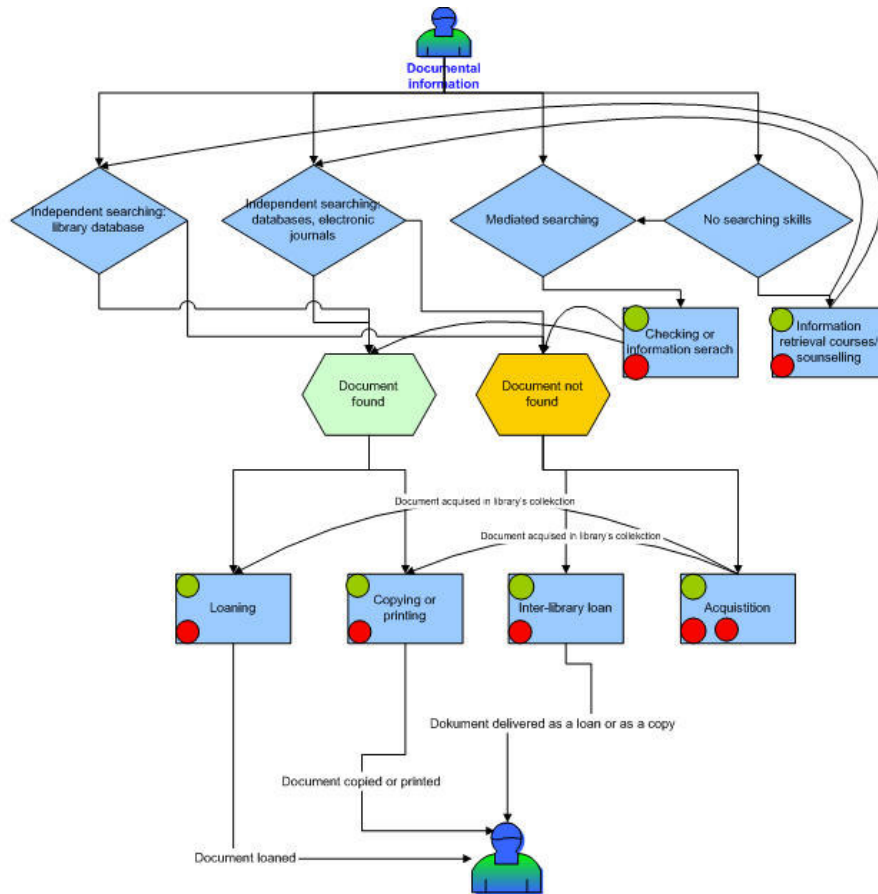 Documental
information
Independent searching:
library database
Independent searching:
databases, electronic
journals
Mediated searching
No searching skills
Checking or
information serach
Information
retrieval courses/
sounselling
Document
found
Document not
found
Document acquised in library's collekction
Document acquised in library's collekction
Loaning
Copying or
printing
Inter-library loan
Acquistition
Dokument delivered as a loan or as a copy
Document copied or printed
Document loaned